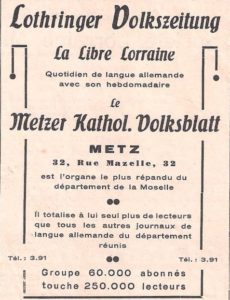 Lothringer Volkszeitung
La Libre Lorraine
Quotidien de langue allemande
avec son hebdomadaire
Le
Metzer Kathol. Volksblatt
METZ
32, Rue Mazelle, 32
est l'organe le plus répandu du
département de la Moselle
Il totalise à lui seul plus de lecteurs
que tous les autres journaux de
langue allemande du département
réunis
Tél.: 3.91 Tél.: 3.91
Groupe 60.000 abonnés
touche 250.000 lecteurs